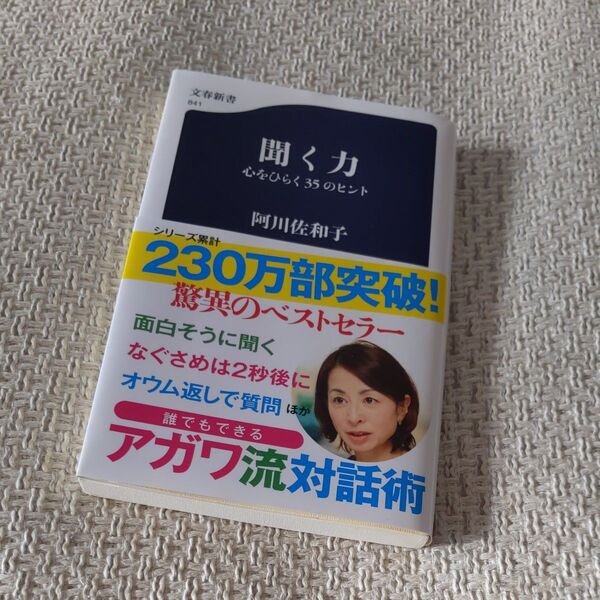 文春新書
841
聞く力
心をひらく35のヒント
阿川佐和子
シリーズ累計
230万部突破!
驚異のベストセラー
面白そうに聞く
なぐさめは2秒後に
オウム返しで質問 ほか
誰でもできる
アガワ流対話術